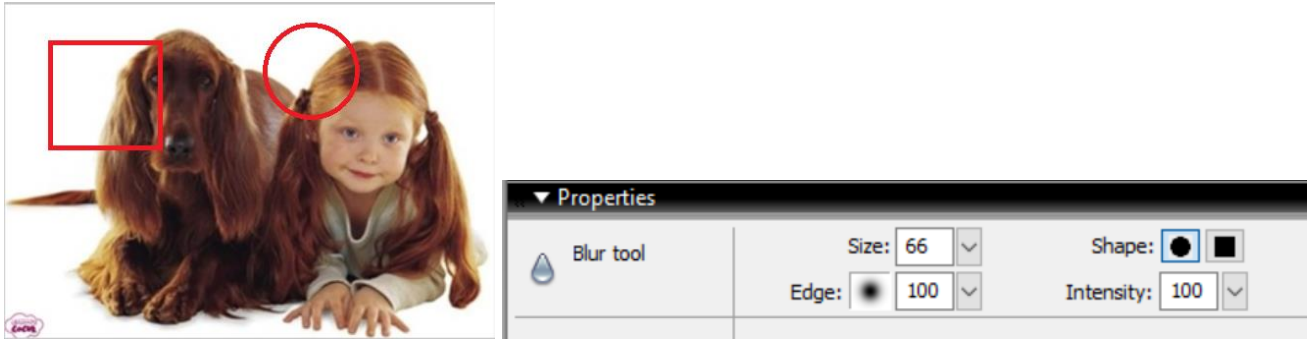 Properties
Blur tool
Size: 66
Shape:
Edge: 100
Intensity: 100